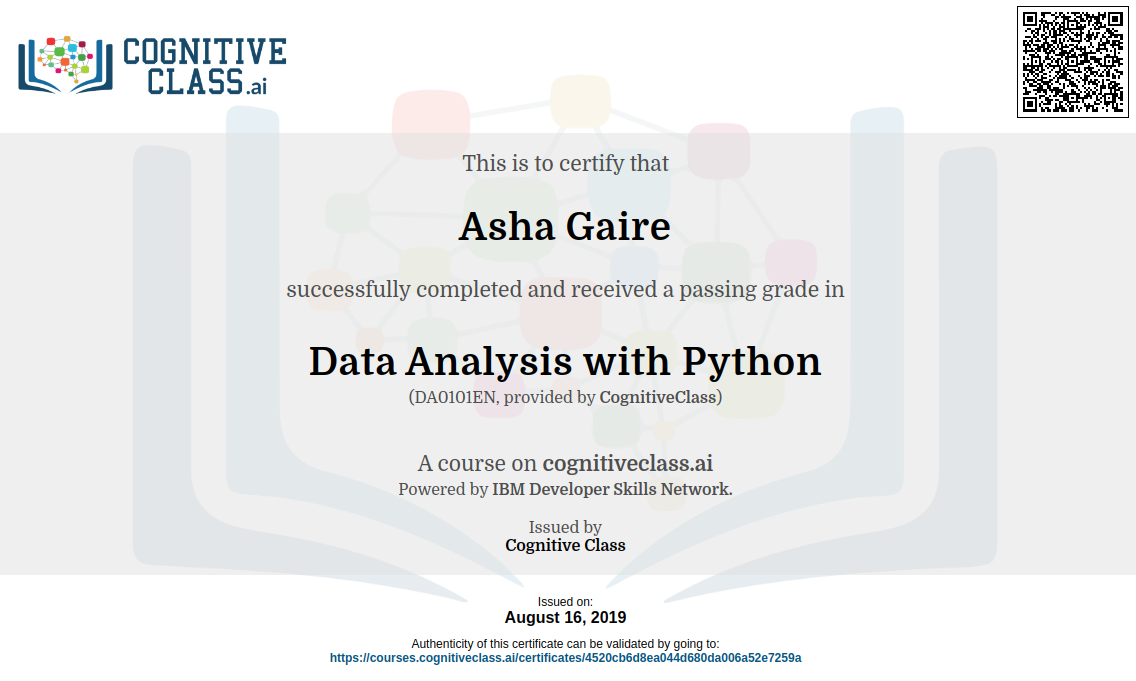 COGNITIVE
CLASS.ai
This is to certify that
Asha Gaire
successfully completed and received a passing grade in
Data Analysis with Python
(DA0101EN, provided by CognitiveClass)
A course on cognitiveclass.ai
Powered by IBM Developer Skills Network.
Issued by
Cognitive Class
Issued on:
August 16, 2019
Authenticity of this certificate can be validated by going to:
https://courses.cognitiveclass.ai/certificates/4520cb6d8ea044d680da006a52e7259a